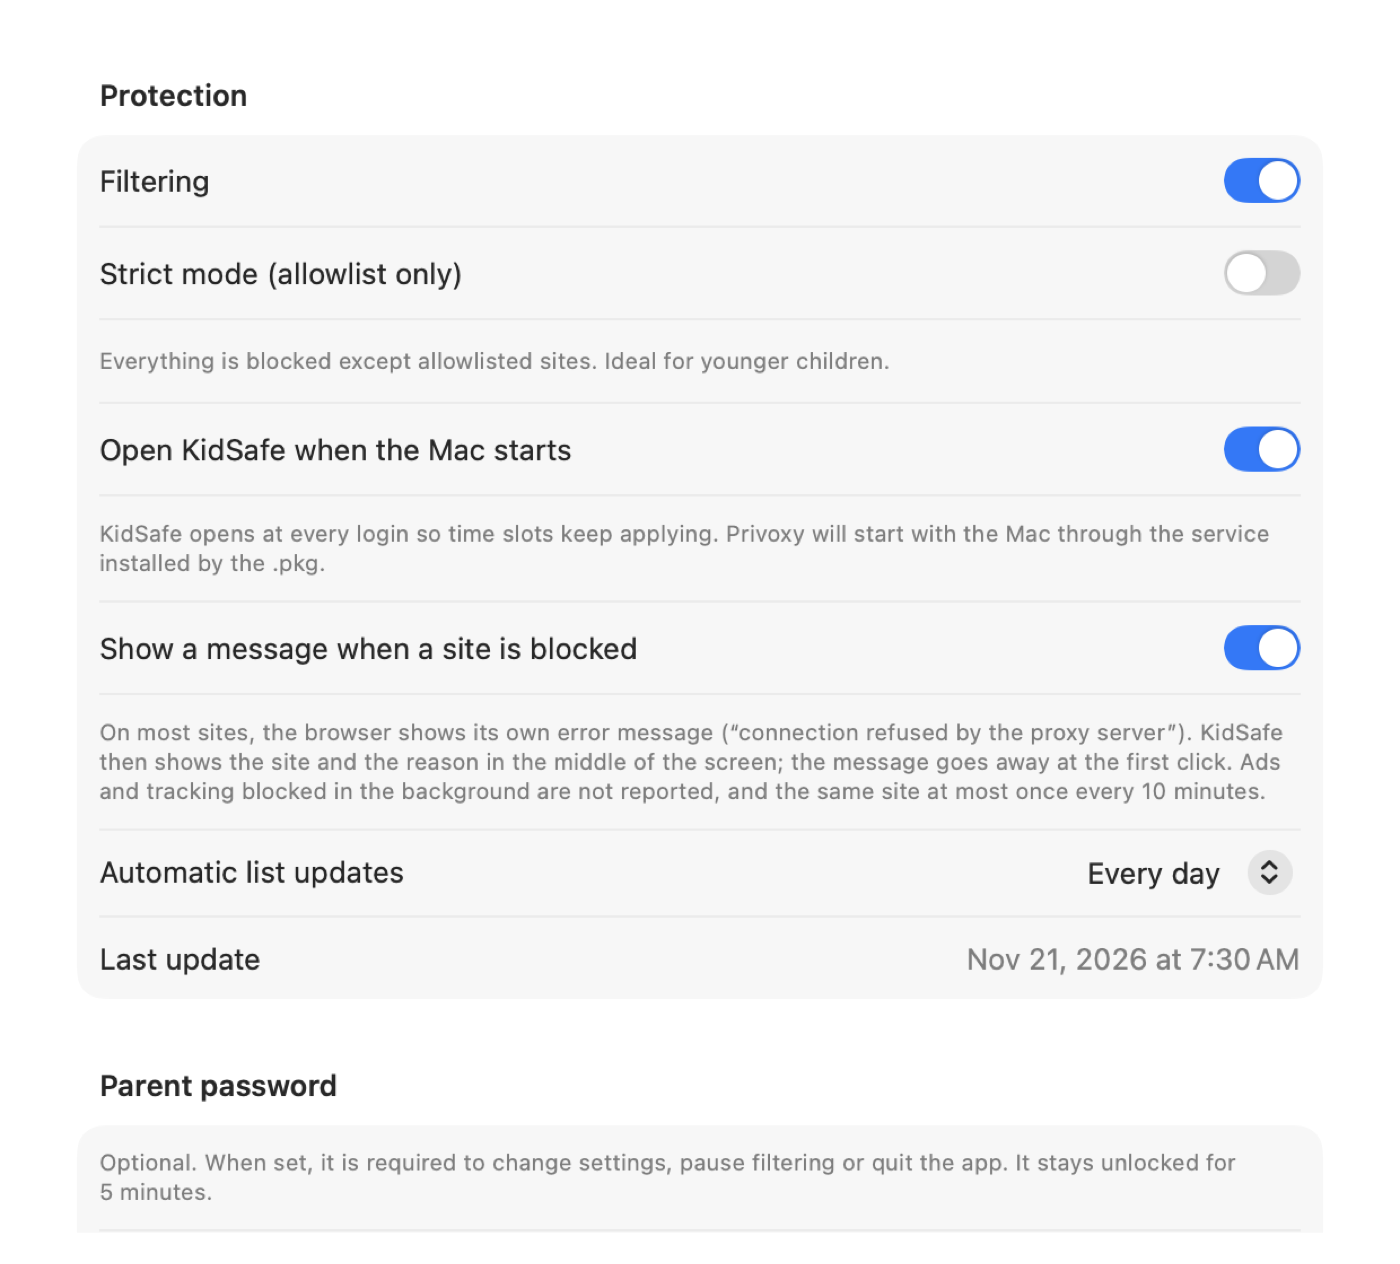 Protection
Filtering
Strict mode (allowlist only)
Everything is blocked except allowlisted sites. Ideal for younger children.
Open KidSafe when the Mac starts
KidSafe opens at every login so time slots keep applying. Privoxy will start with the Mac through the service
installed by the .pkg.
Show a message when a site is blocked
On most sites, the browser shows its own error message (“connection refused by the proxy server”). KidSafe
then shows the site and the reason in the middle of the screen; the message goes away at the first click. Ads
and tracking blocked in the background are not reported, and the same site at most once every 10 minutes.
Automatic list updates Every day
Last update Nov 21, 2026 at 7:30 AM
Parent password
Optional. When set, it is required to change settings, pause filtering or quit the app. It stays unlocked for
5 minutes.